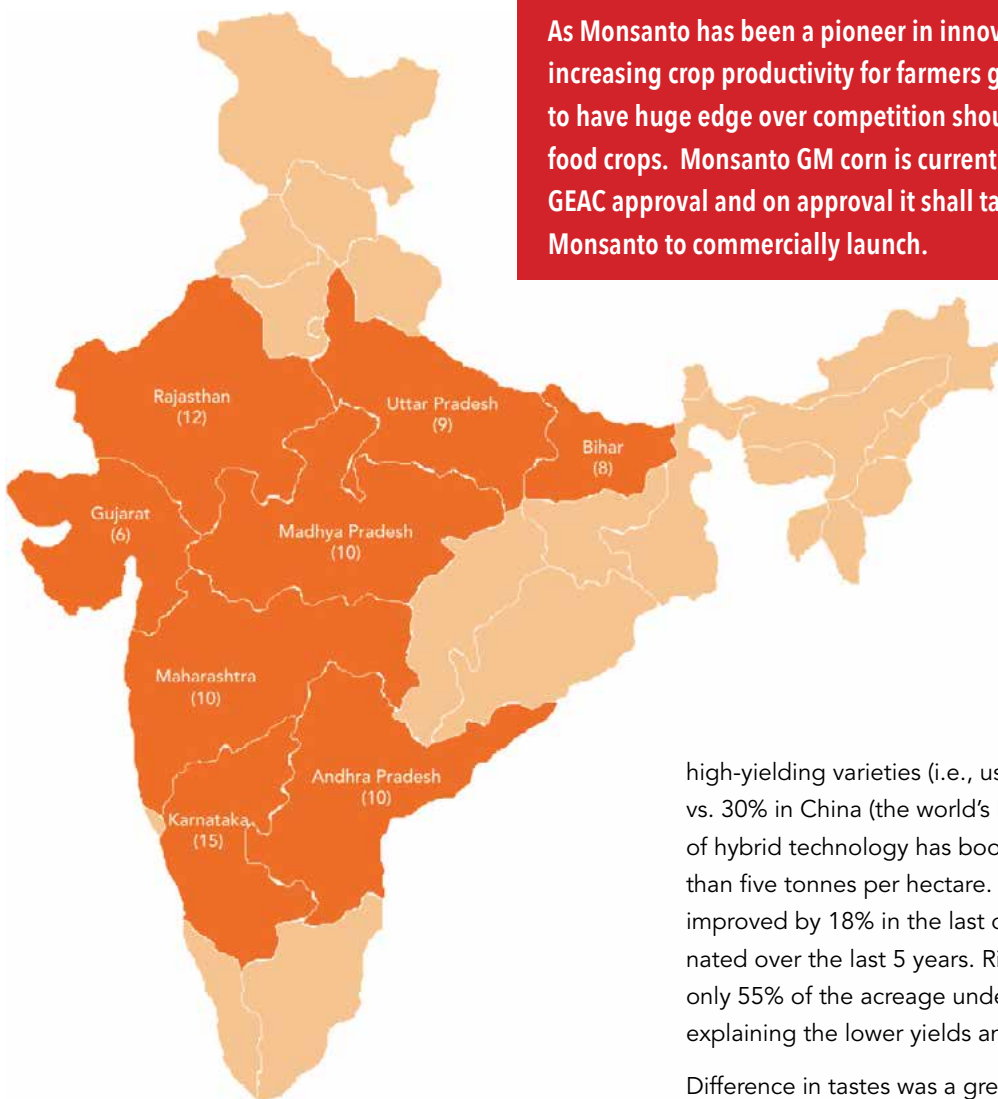 As Monsanto has been a pioneer in innov
increasing crop productivity for farmers g
to have huge edge over competition shou
food crops. Monsanto GM corn is current
GEAC approval and on approval it shall ta
Monsanto to commercially launch.
Rajasthan
(12)
Uttar Pradesh
(9)
Bihar
(8)
Gujarat
(6)
Madhya Pradesh
(10)
Maharashtra
(10)
Andhra Pradesh
(10)
Karnataka
(15)
high-yielding varieties (i.e., us
vs. 30% in China (the world's
of hybrid technology has boo
than five tonnes per hectare.
improved by 18% in the last d
nated over the last 5 years. Ri
only 55% of the acreage unde
explaining the lower yields an
Difference in tastes was a gre